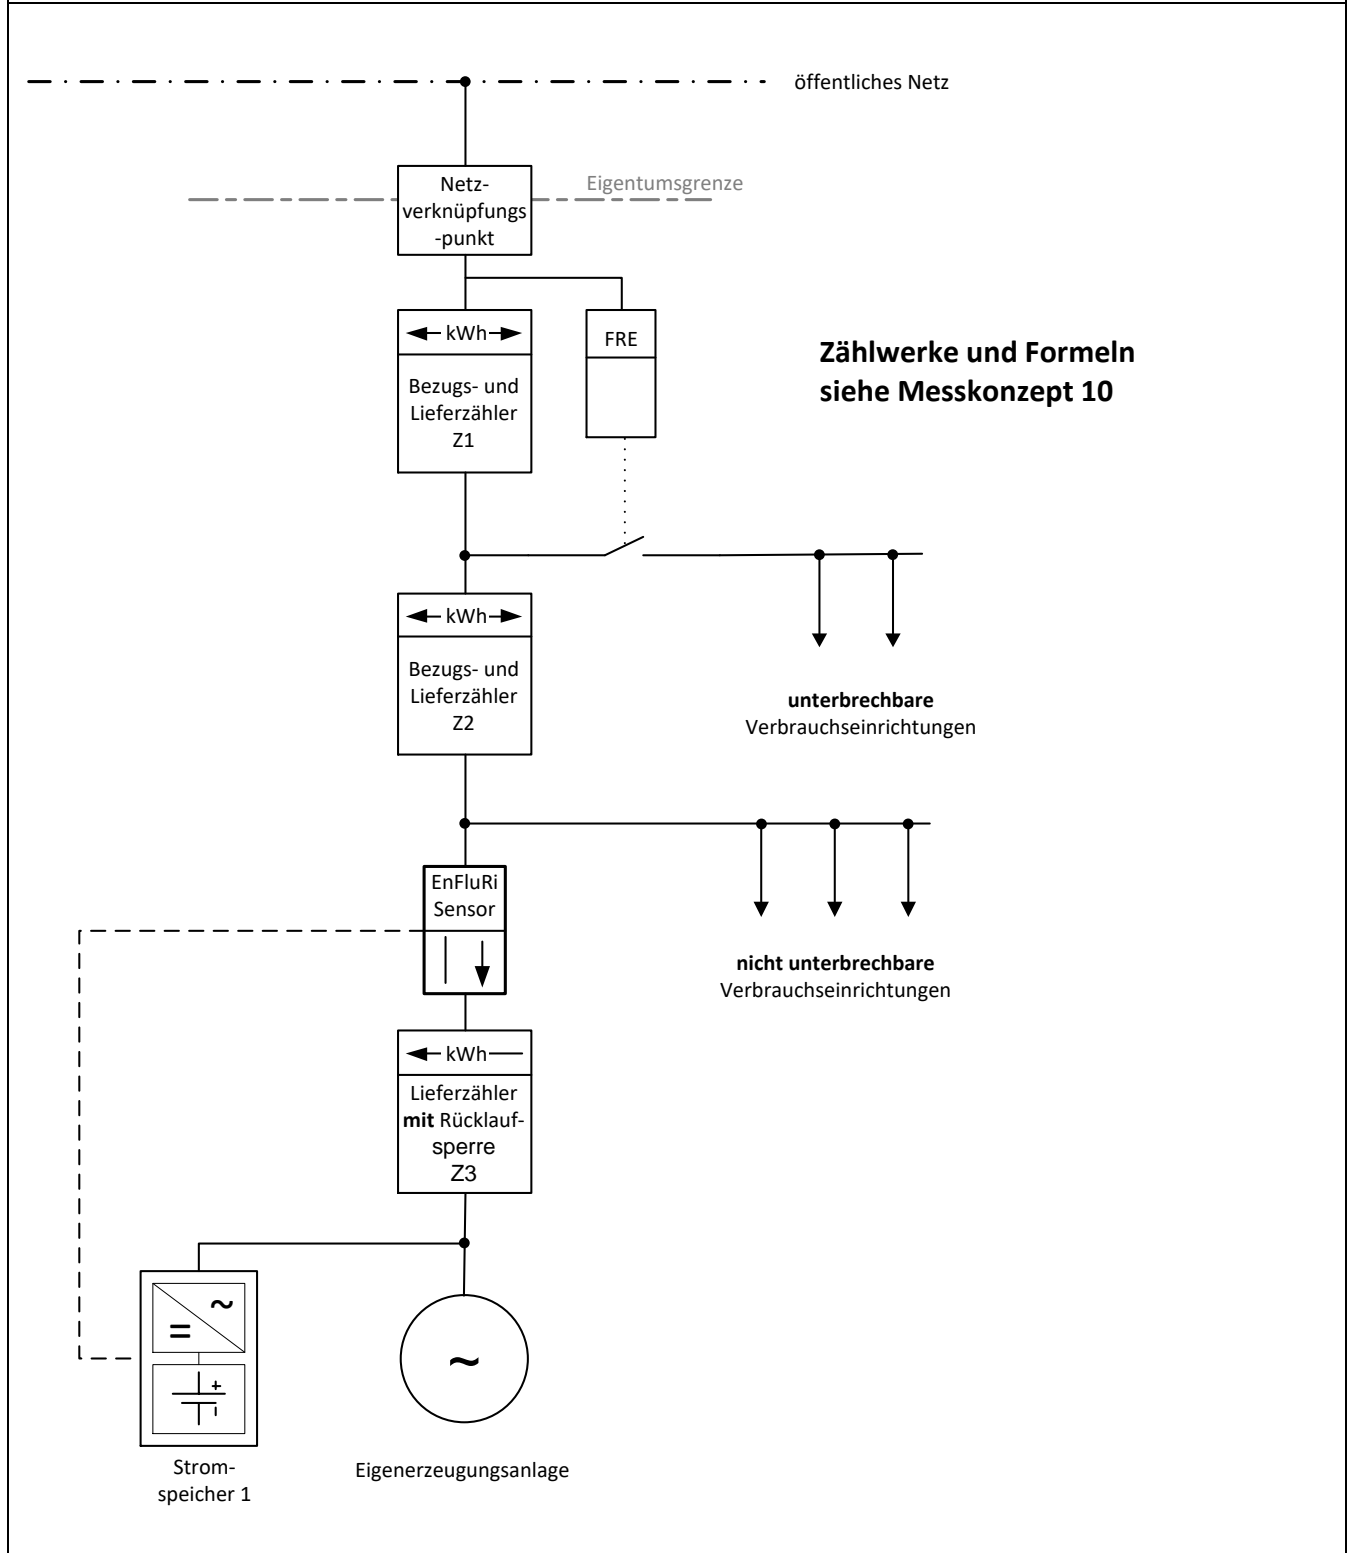 öffentliches Netz
Eigentumsgrenze
Netz-
verknüpfungs
-punkt
kWh
Bezugs- und
Lieferzähler
Z1
FRE
Zählwerke und Formeln
siehe Messkonzept 10
kWh
Bezugs- und
Lieferzähler
Z2
unterbrechbare
Verbrauchseinrichtungen
EnFluRi
Sensor
nicht unterbrechbare
Verbrauchseinrichtungen
kWh
Lieferzähler
mit Rücklauf-
sperre
Z3
~
=
+
-
~
Strom-
speicher 1
Eigenerzeugungsanlage